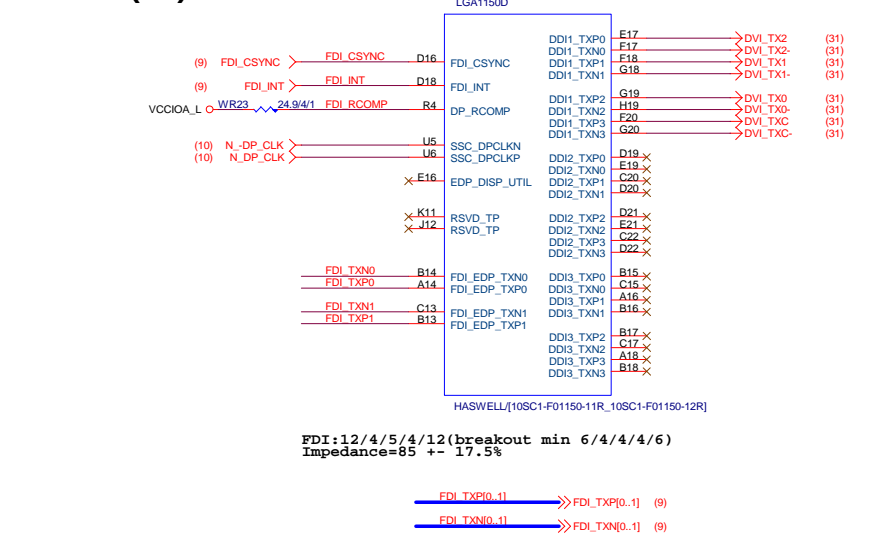 LGA1150D
(9) FDI_CSYNC FDI_CSYNC D16 FDI_CSYNC
(9) FDI_INT FDI_INT D18 FDI_INT
VCCIOA_L WR23 24.9/4/1 FDI_RCOMP R4 DP_RCOMP
(10) N_-DP_CLK U5 SSC_DPCLKN
(10) N_DP_CLK U6 SSC_DPCLKP
E16 EDP_DISP_UTIL
K11 RSVD_TP
J12 RSVD_TP
FDI_TXN0 B14 FDI_EDP_TXN0
FDI_TXP0 A14 FDI_EDP_TXP0
FDI_TXN1 C13 FDI_EDP_TXN1
FDI_TXP1 B13 FDI_EDP_TXP1
DDI1_TXP0 E17 DVI_TX2 (31)
DDI1_TXN0 F17 DVI_TX2- (31)
DDI1_TXP1 F18 DVI_TX1 (31)
DDI1_TXN1 G18 DVI_TX1- (31)
DDI1_TXP2 G19 DVI_TX0 (31)
DDI1_TXN2 H19 DVI_TX0- (31)
DDI1_TXP3 F20 DVI_TXC (31)
DDI1_TXN3 G20 DVI_TXC- (31)
DDI2_TXP0 D19
DDI2_TXN0 E19
DDI2_TXP1 C20
DDI2_TXN1 D20
DDI2_TXP2 D21
DDI2_TXN2 E21
DDI2_TXP3 C22
DDI2_TXN3 D22
DDI3_TXP0 B15
DDI3_TXN0 C15
DDI3_TXP1 A16
DDI3_TXN1 B16
DDI3_TXP2 B17
DDI3_TXN2 C17
DDI3_TXP3 A18
DDI3_TXN3 B18
HASWELL/[10SC1-F01150-11R_10SC1-F01150-12R]
FDI:12/4/5/4/12(breakout min 6/4/4/4/6)
Impedance=85 +- 17.5%
FDI_TXP[0..1] FDI_TXP[0..1] (9)
FDI_TXN[0..1] FDI_TXN[0..1] (9)